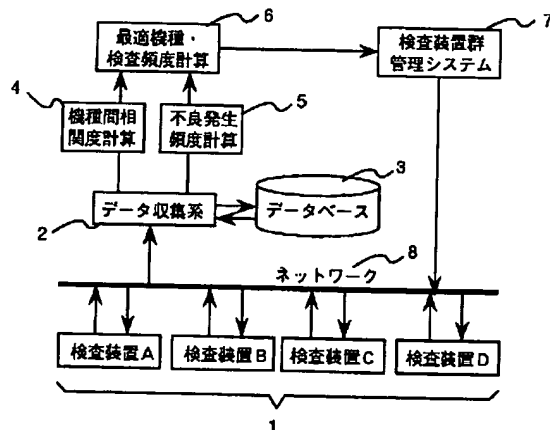 6
最適機種・
検査頻度計算
7
検査装置群
管理システム
4
機種間相
関度計算
5
不良発生
頻度計算
3
データベース
データ収集系
2
8
ネットワーク
検査装置A
検査装置B
検査装置C
検査装置D
1